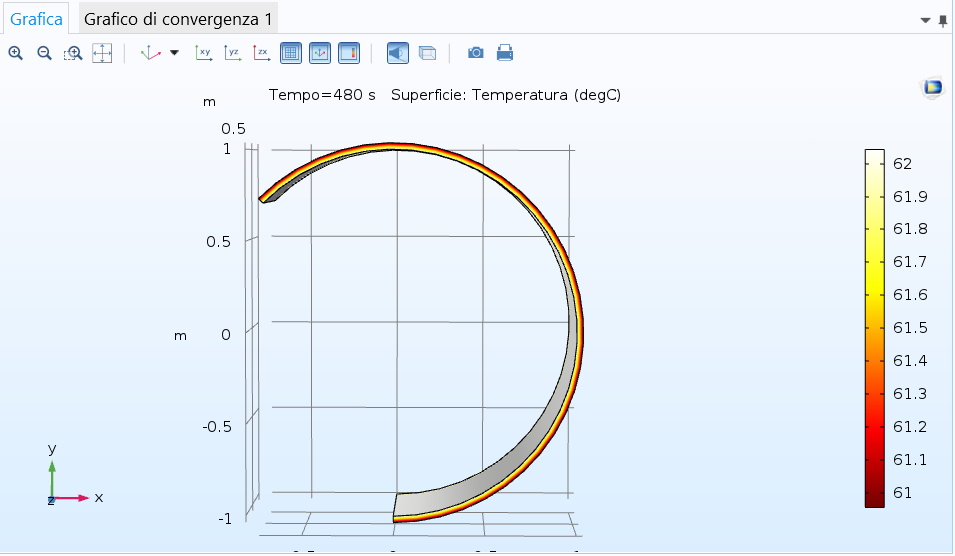 Grafica Grafico di convergenza 1
xy yz zx
Tempo=480 s Superficie: Temperatura (degC)
m
0.5
1
0.5
m 0
-0.5
-1
y
z x
62
61.9
61.8
61.7
61.6
61.5
61.4
61.3
61.2
61.1
61